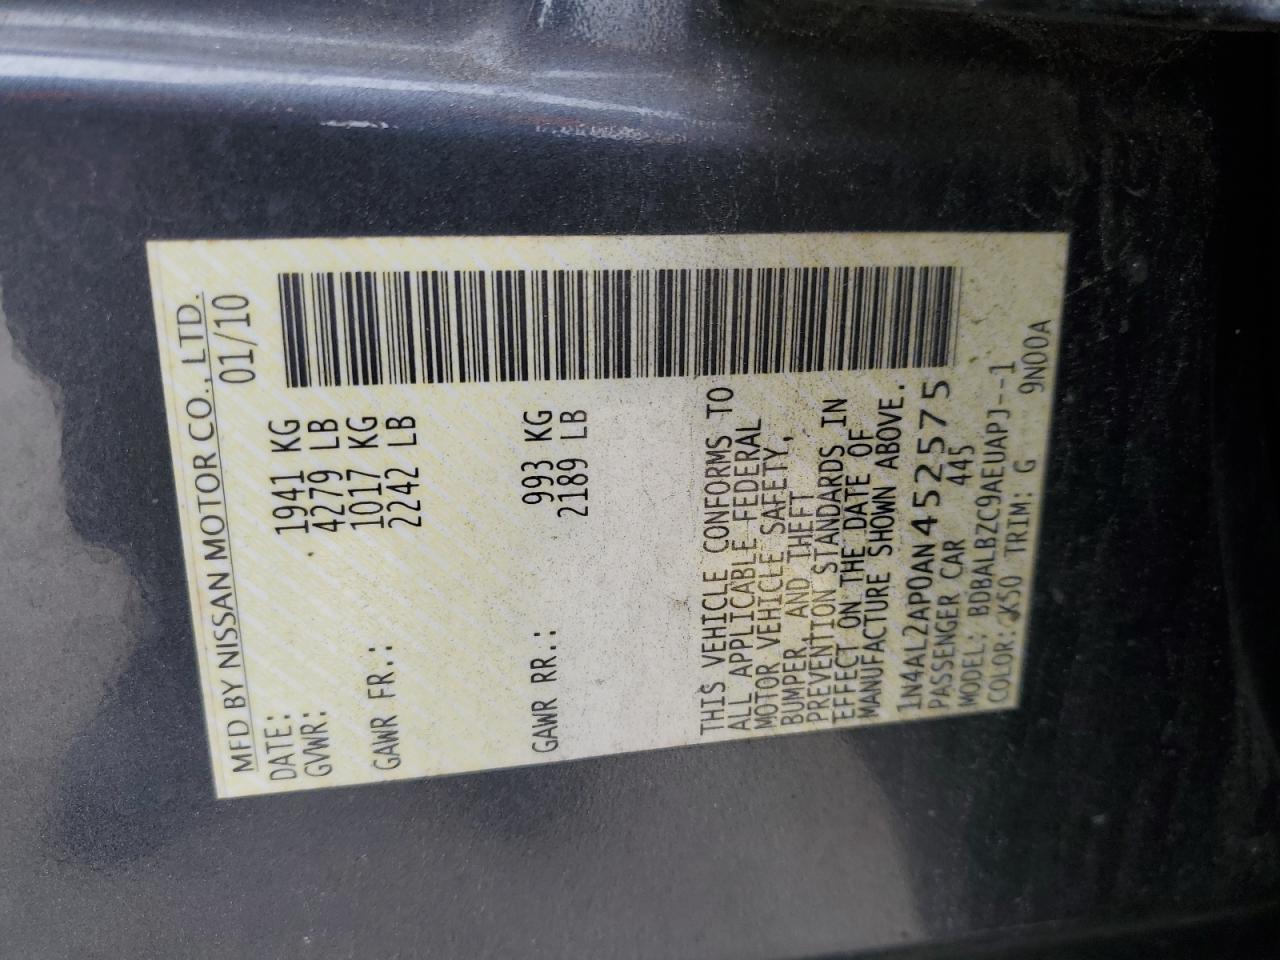 MFD BY NISSAN MOTOR CO., LTD.
DATE: 01/10
GVWR: 1941 KG
4279 LB
GAWR FR.: 1017 KG
2242 LB
GAWR RR.: 993 KG
2189 LB
THIS VEHICLE CONFORMS TO
ALL APPLICABLE FEDERAL
MOTOR VEHICLE SAFETY,
BUMPER AND THEFT
PREVENTION STANDARDS IN
EFFECT ON THE DATE OF
MANUFACTURE SHOWN ABOVE.
1N4AL2AP0AN452575
PASSENGER CAR 445
MODEL: BDBALBZC9AEUAPJ--1
COLOR: K50 TRIM: G 9N00A